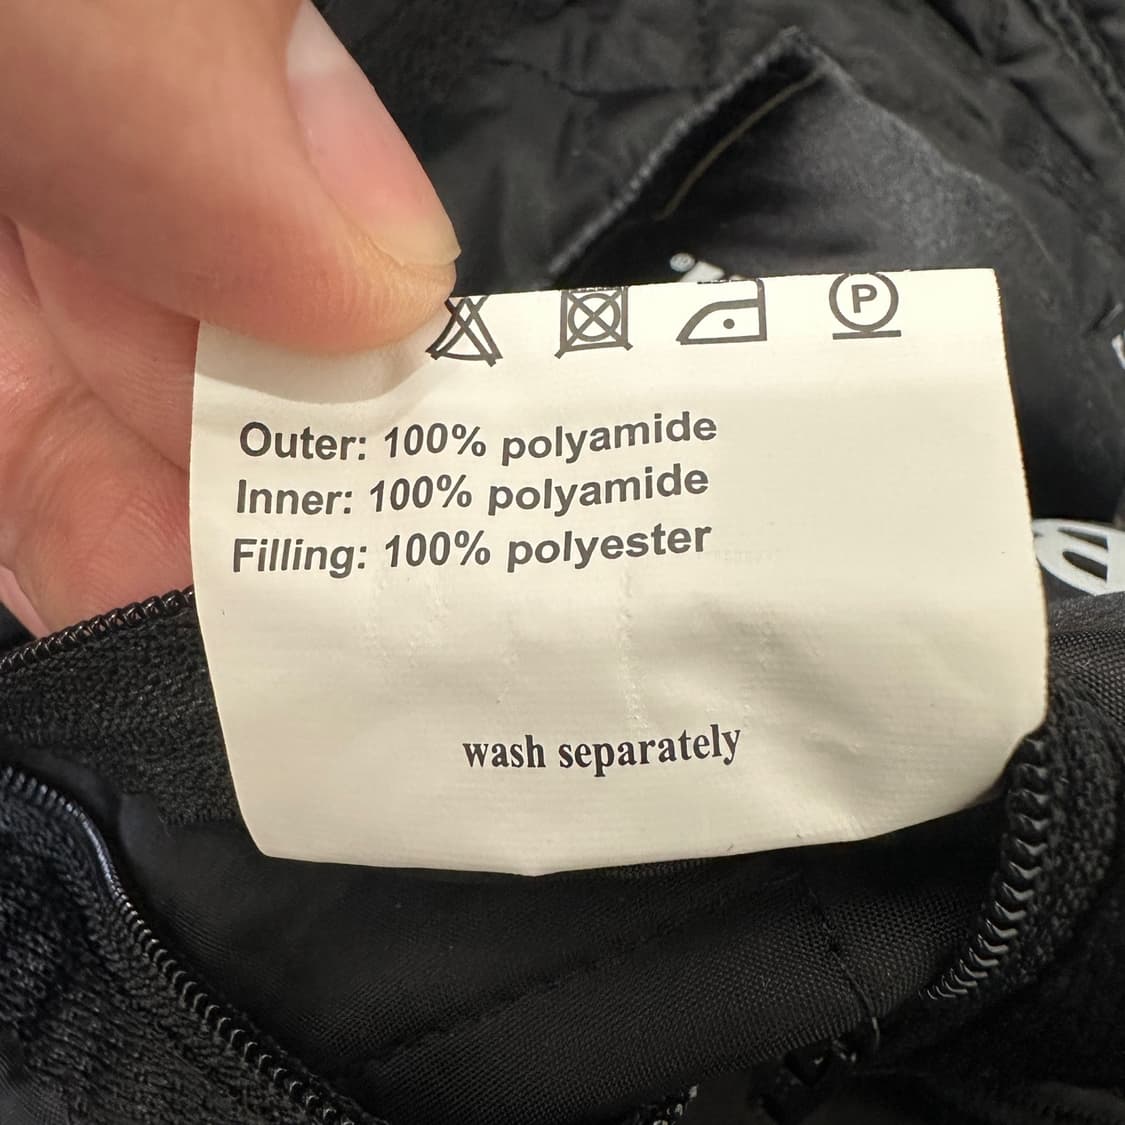 P
Outer: 100% polyamide
Inner: 100% polyamide
Filling: 100% polyester
wash separately